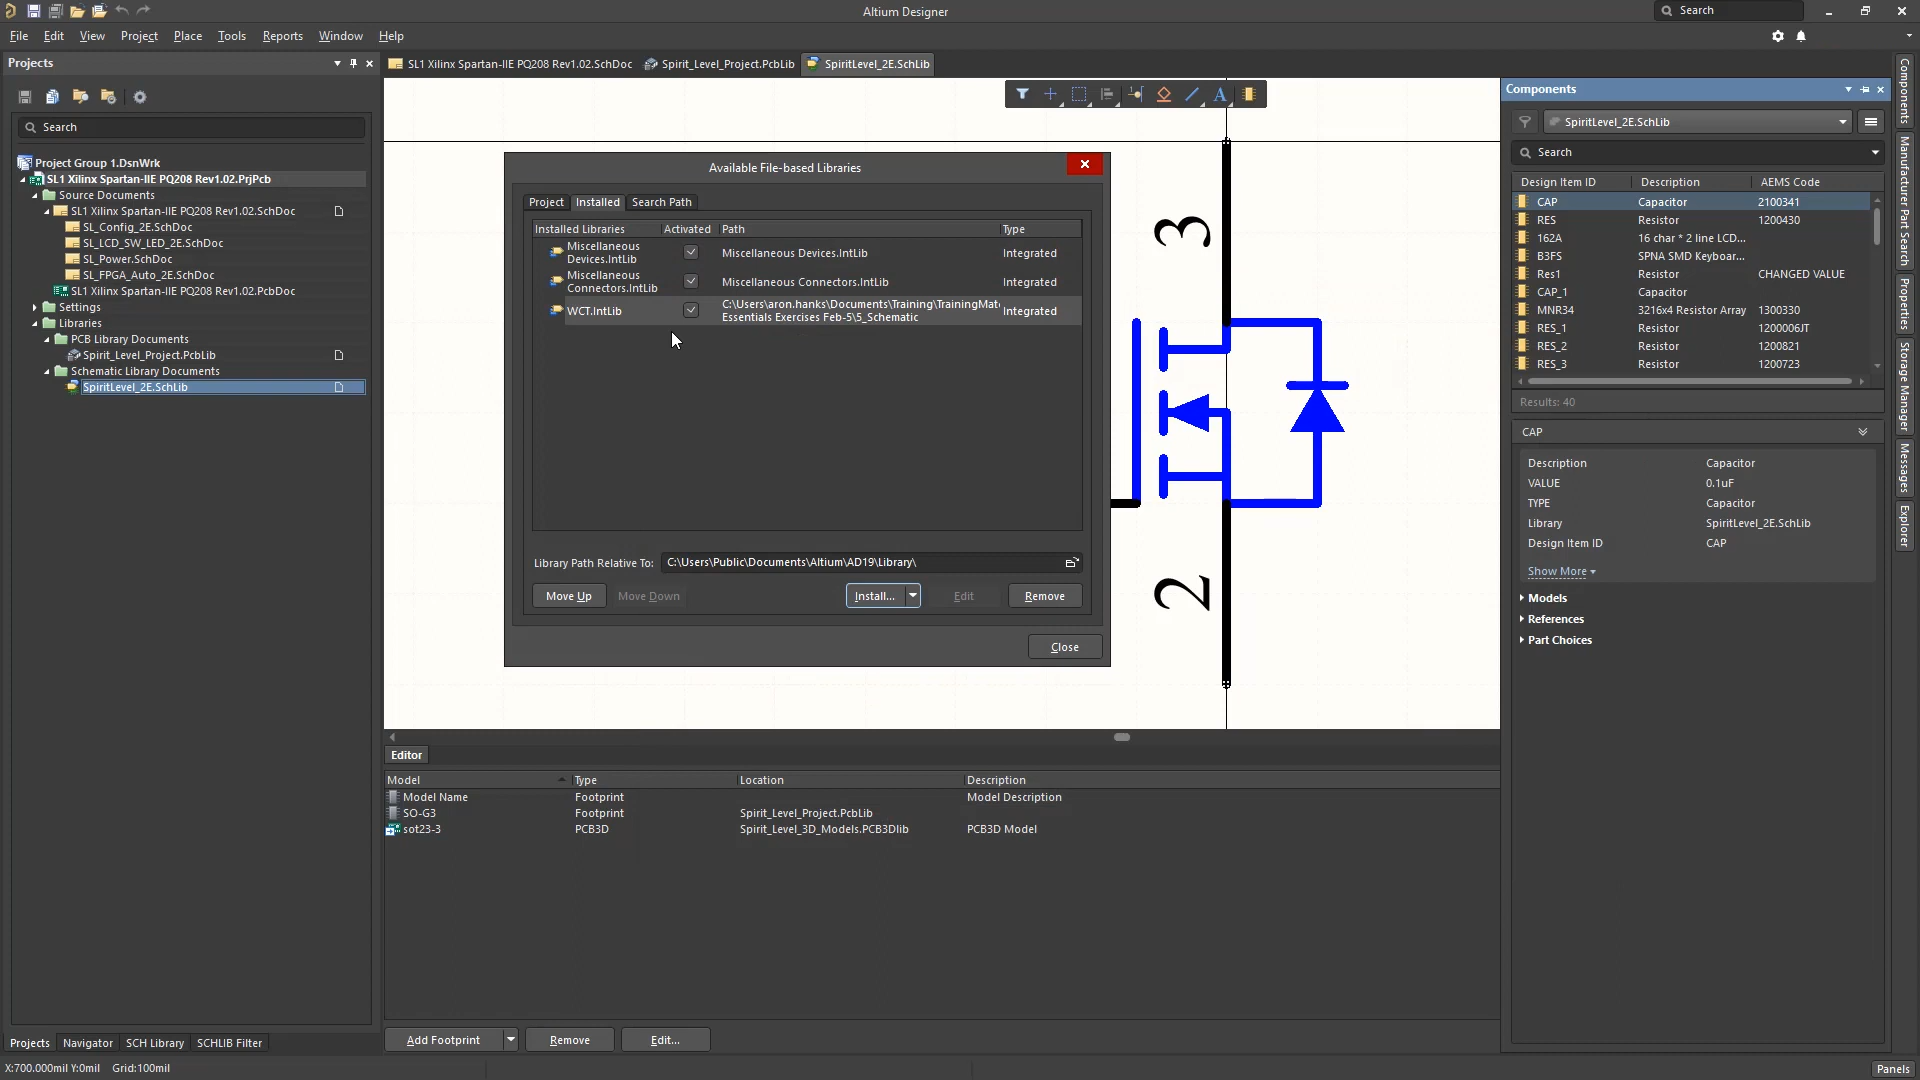 Altium Designer
Search
File Edit View Project Place Tools Reports Window Help
Projects
SL1 Xilinx Spartan-IIE PQ208 Rev1.02.SchDoc
Spirit_Level_Project.PcbLib
SpiritLevel_2E.SchLib
Search
Project Group 1.DsnWrk
SL1 Xilinx Spartan-IIE PQ208 Rev1.02.PrjPcb
Source Documents
SL1 Xilinx Spartan-IIE PQ208 Rev1.02.SchDoc
SL_Config_2E.SchDoc
SL_LCD_SW_LED_2E.SchDoc
SL_Power.SchDoc
SL_FPGA_Auto_2E.SchDoc
SL1 Xilinx Spartan-IIE PQ208 Rev1.02.PcbDoc
Settings
Libraries
PCB Library Documents
Spirit_Level_Project.PcbLib
Schematic Library Documents
SpiritLevel_2E.SchLib
Projects Navigator SCH Library SCHLIB Filter
X:700.000mil Y:0mil Grid:100mil
A
3
2
Available File-based Libraries
Project Installed Search Path
Installed Libraries Activated Path Type
Miscellaneous
Devices.IntLib Miscellaneous Devices.IntLib Integrated
Miscellaneous
Connectors.IntLib Miscellaneous Connectors.IntLib Integrated
WCT.IntLib C:\Users\aron.hanks\Documents\Training\TrainingMat
Essentials Exercises Feb-5\5_Schematic Integrated
Library Path Relative To: C:\Users\Public\Documents\Altium\AD19\Library\
Move Up Move Down Install... Edit Remove
Close
Editor
Model Type Location Description
Model Name Footprint Model Description
SO-G3 Footprint Spirit_Level_Project.PcbLib
sot23-3 PCB3D Spirit_Level_3D_Models.PCB3Dlib PCB3D Model
Add Footprint Remove Edit...
Components
SpiritLevel_2E.SchLib
Search
Design Item ID Description AEMS Code
CAP Capacitor 2100341
RES Resistor 1200430
162A 16 char * 2 line LCD...
B3FS SPNA SMD Keyboar...
Res1 Resistor CHANGED VALUE
CAP_1 Capacitor
MNR34 3216x4 Resistor Array 1300330
RES_1 Resistor 1200006JT
RES_2 Resistor 1200821
RES_3 Resistor 1200723
Results: 40
CAP
Description Capacitor
VALUE 0.1uF
TYPE Capacitor
Library SpiritLevel_2E.SchLib
Design Item ID CAP
Show More
Models
References
Part Choices
Components
Manufacturer Part Search
Properties
Storage Manager
Messages
Explorer
Panels